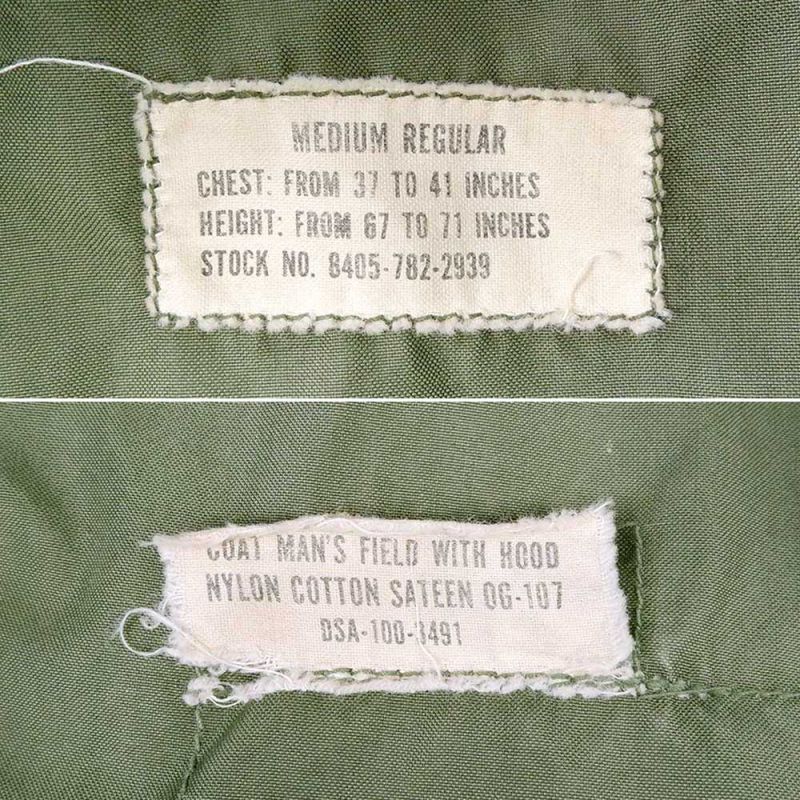 MEDIUM REGULAR
CHEST: FROM 37 TO 41 INCHES
HEIGHT: FROM 67 TO 71 INCHES
STOCK NO. 8405-782-2939
COAT MAN'S FIELD WITH HOOD
NYLON COTTON SATEEN OG-107
DSA-100-3491